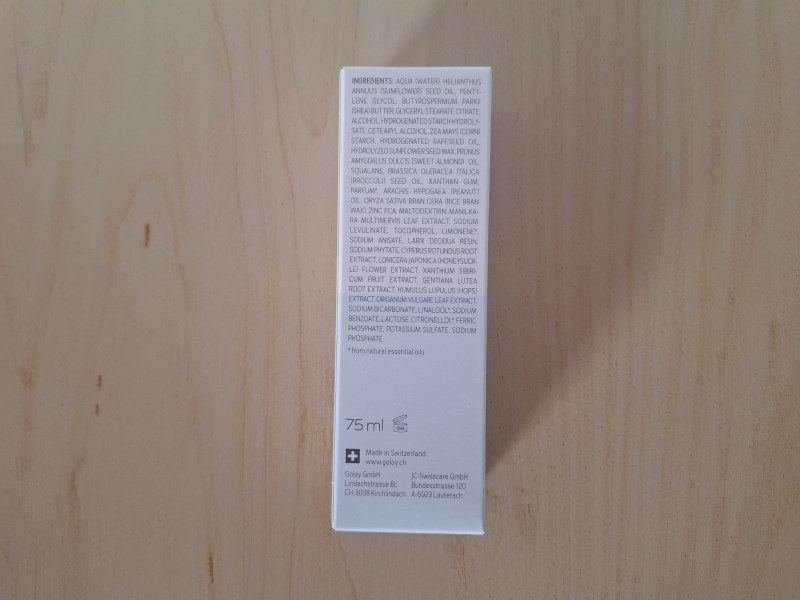 INGREDIENTS: AQUA (WATER), HELIANTHUS
ANNUUS (SUNFLOWER) SEED OIL, PENTY-
LENE GLYCOL, BUTYROSPERMUM PARKII
(SHEA) BUTTER, GLYCERYL STEARATE CITRATE,
ALCOHOL, HYDROGENATED STARCH HYDROLY-
SATE, CETEARYL ALCOHOL, ZEA MAYS (CORN)
STARCH, HYDROGENATED RAPESEED OIL,
HYDROLYZED SUNFLOWER SEED WAX, PRUNUS
AMYGDALUS DULCIS (SWEET ALMOND) OIL,
SQUALANE, BRASSICA OLERACEA ITALICA
(BROCCOLI) SEED OIL, XANTHAN GUM,
PARFUM*, ARACHIS HYPOGAEA (PEANUT)
OIL, ORYZA SATIVA BRAN CERA (RICE BRAN
WAX), ZINC PCA, MALTODEXTRIN, MANILKA-
RA MULTINERVIS LEAF EXTRACT, SODIUM
LEVULINATE, TOCOPHEROL, LIMONENE*,
SODIUM ANISATE, LARIX DECIDUA RESIN,
SODIUM PHYTATE, CYPERUS ROTUNDUS ROOT
EXTRACT, LONICERA JAPONICA (HONEYSUCK-
LE) FLOWER EXTRACT, XANTHIUM SIBIRI-
CUM FRUIT EXTRACT, GENTIANA LUTEA
ROOT EXTRACT, HUMULUS LUPULUS (HOPS)
EXTRACT, ORIGANUM VULGARE LEAF EXTRACT,
SODIUM BICARBONATE, LINALOOL*, SODIUM
BENZOATE, LACTOSE, CITRONELLOL*, FERRIC
PHOSPHATE, POTASSIUM SULFATE, SODIUM
PHOSPHATE
* from natural essential oils
75 ml
12M
Made in Switzerland
www.goloy.ch
Goloy GmbH
Lindachstrasse 8c
CH-3038 Kirchlindach
JC-Swisscare GmbH
Bundesstrasse 120
A-6923 Lauterach